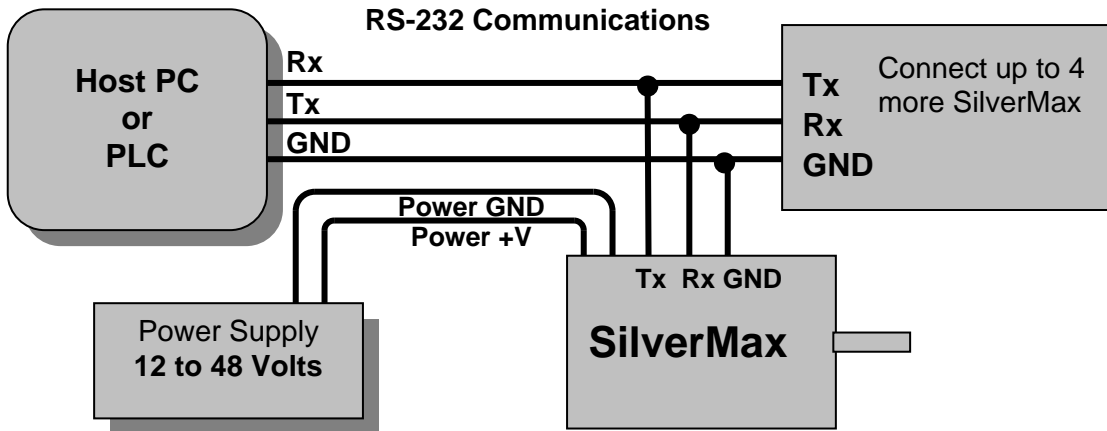 RS-232 Communications
Host PC
or
PLC
Rx
Tx
GND
Tx
Rx
GND
Connect up to 4
more SilverMax
Power GND
Power +V
Tx Rx GND
SilverMax
Power Supply
12 to 48 Volts